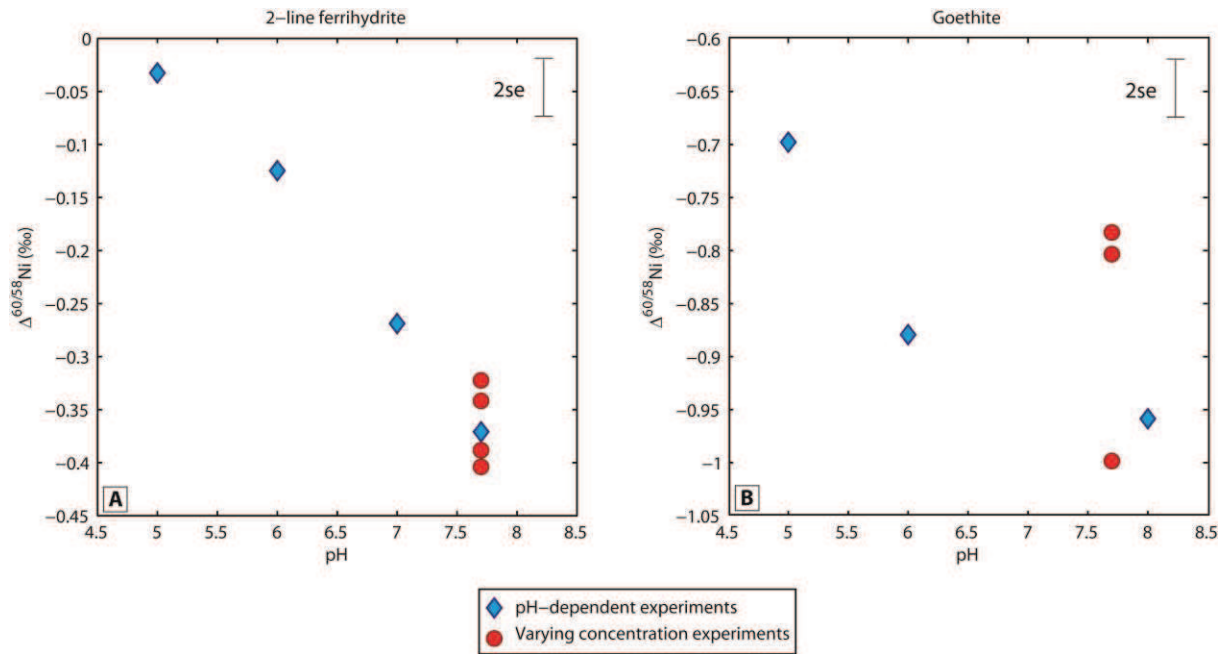 2−line ferrihydrite
0
−0.05
−0.1
−0.15
−0.2
−0.25
−0.3
−0.35
−0.4
−0.45
Δ60/58Ni (‰)
2se
A
4.5 5 5.5 6 6.5 7 7.5 8 8.5
pH
Goethite
−0.6
−0.65
−0.7
−0.75
−0.8
−0.85
−0.9
−0.95
−1
−1.05
Δ60/58Ni (‰)
2se
B
4.5 5 5.5 6 6.5 7 7.5 8 8.5
pH
pH−dependent experiments
Varying concentration experiments